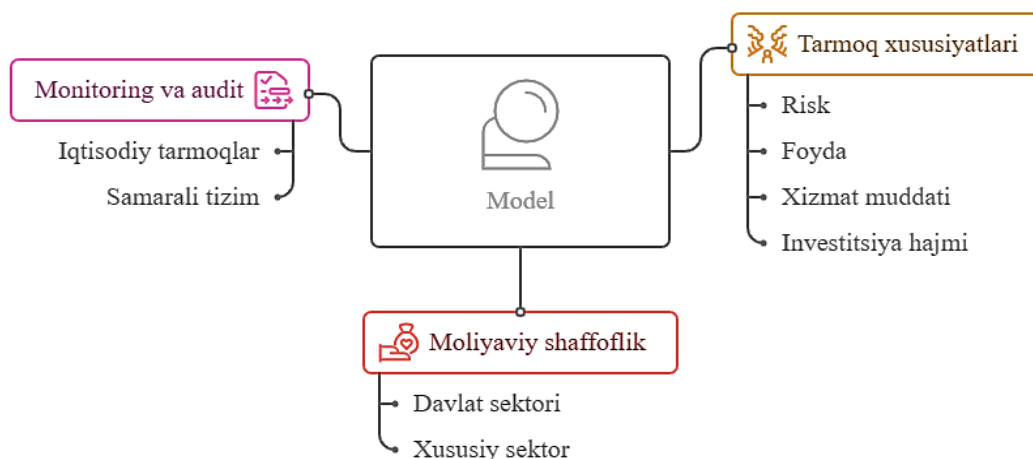 Monitoring va audit
Iqtisodiy tarmoqlar
Samarali tizim
Model
Tarmoq xususiyatlari
Risk
Foyda
Xizmat muddati
Investitsiya hajmi
Moliyaviy shaffoflik
Davlat sektori
Xususiy sektor